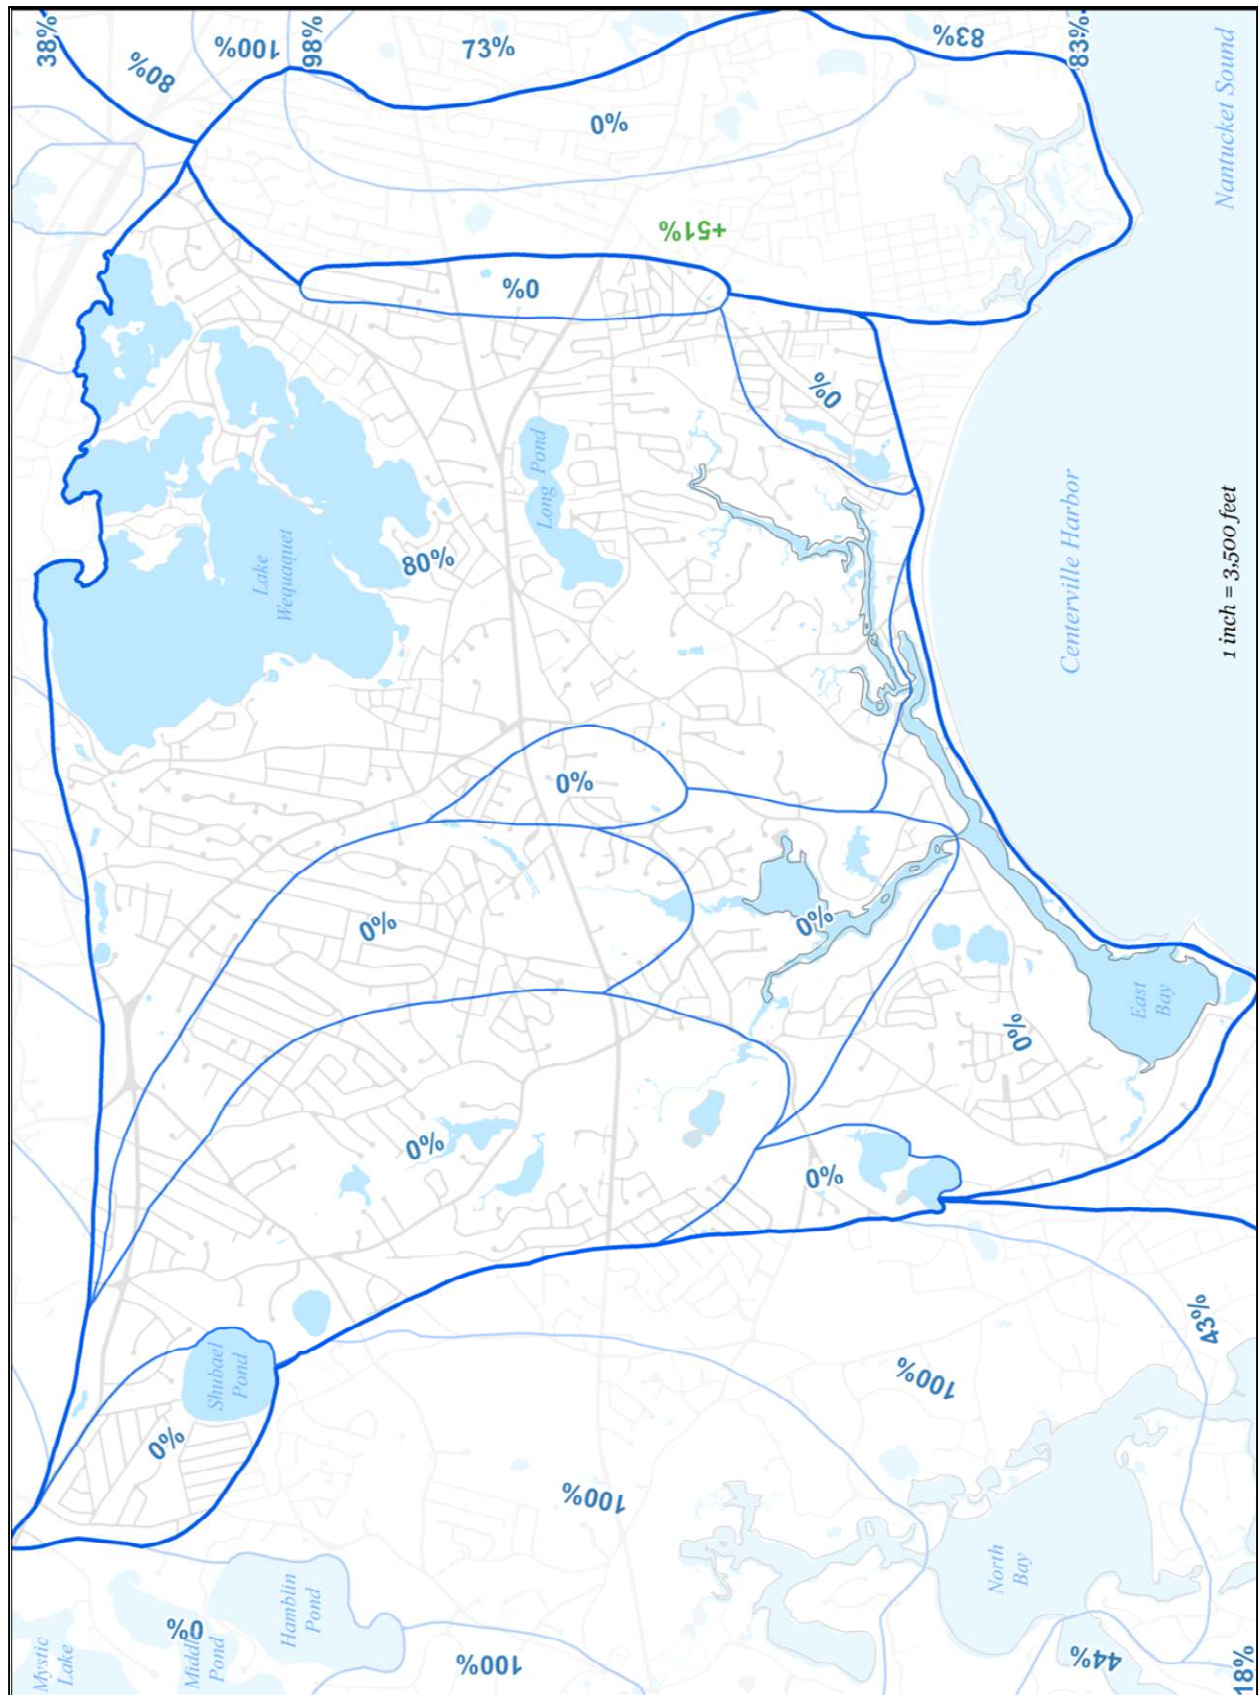 38%
80%
100%
98%
73%
83%
83%
Nantucket Sound
0%
+51%
0%
0%
Long Pond
Lake
Wequaquet
80%
Centerville Harbor
1 inch = 3,500 feet
0%
0%
0%
East
Bay
0%
0%
0%
43%
Shubael
Pond
100%
0%
100%
North
Bay
Hamblin
Pond
0%
Middle
Pond
Mystic
Lake
100%
44%
18%